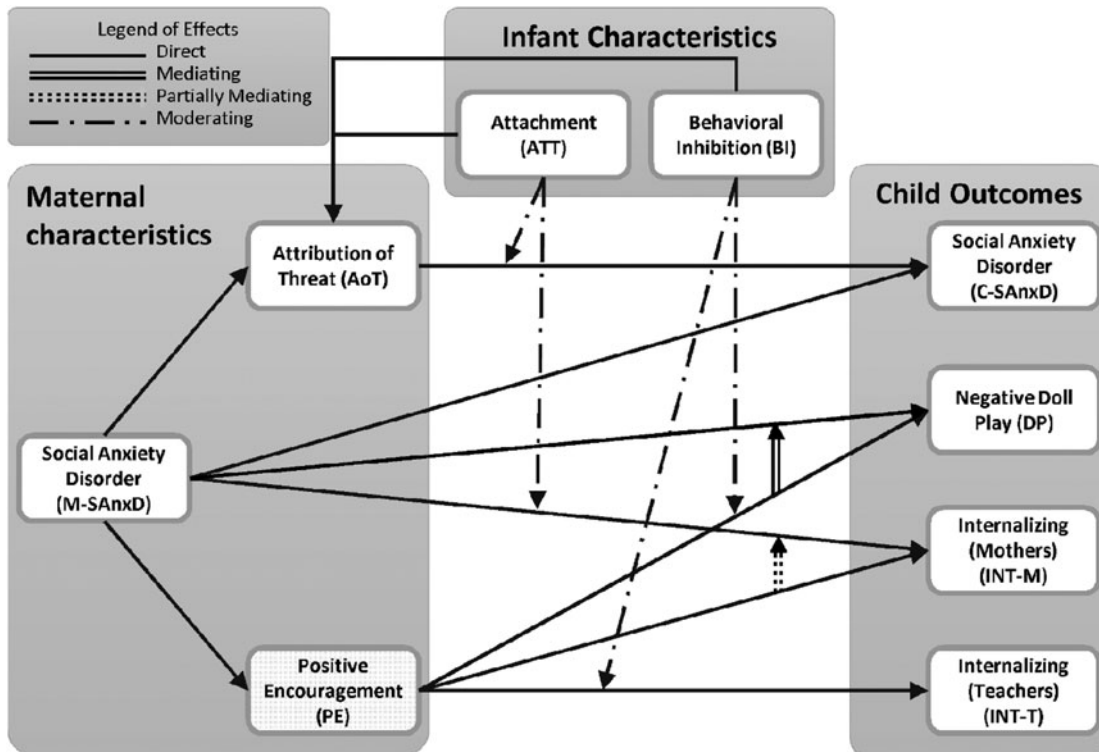 Legend of Effects
Direct
Mediating
Partially Mediating
Moderating
Infant Characteristics
Attachment
(ATT)
Behavioral
Inhibition (BI)
Maternal
characteristics
Child Outcomes
Attribution of
Threat (AoT)
Social Anxiety
Disorder
(C-SAnxD)
Negative Doll
Play (DP)
Social Anxiety
Disorder
(M-SAnxD)
Internalizing
(Mothers)
(INT-M)
Positive
Encouragement
(PE)
Internalizing
(Teachers)
(INT-T)